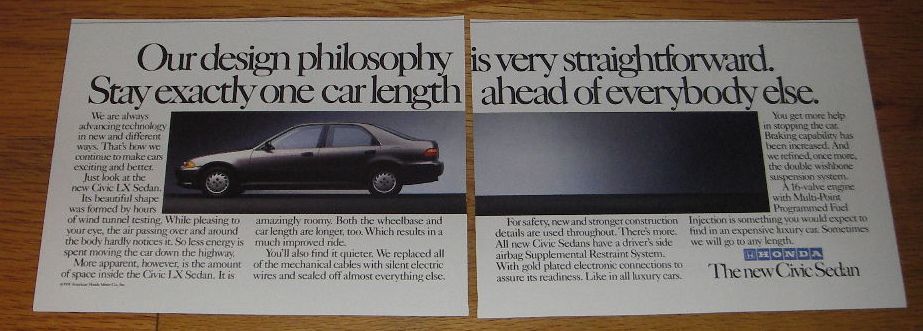 Our design philosophy is very straightforward.
Stay exactly one car length ahead of everybody else.
We are always
advancing technology
in new and different
ways. That's how we
continue to make cars
exciting and better.
Just look at the
new Civic LX Sedan.
Its beautiful shape
was formed by hours
of wind tunnel testing. While pleasing to
your eye, the air passing over and around
the body hardly notices it. So less energy is
spent moving the car down the highway.
More apparent, however, is the amount
of space inside the Civic LX Sedan. It is
amazingly roomy. Both the wheelbase and
car length are longer, too. Which results in a
much improved ride.
You'll also find it quieter. We replaced all
of the mechanical cables with silent electric
wires and sealed off almost everything else.
For safety, new and stronger construction
details are used throughout. There's more.
All new Civic Sedans have a driver's side
airbag Supplemental Restraint System.
With gold plated electronic connections to
assure its readiness. Like in all luxury cars.
You get more help
in stopping the car.
Braking capability has
been increased. And
we refined, once more,
the double wishbone
suspension system.
A 16-valve engine
with Multi-Point
Programmed Fuel
Injection is something you would expect to
find in an expensive luxury car. Sometimes
we will go to any length.
HONDA
The new Civic Sedan
©1991 American Honda Motor Co., Inc.